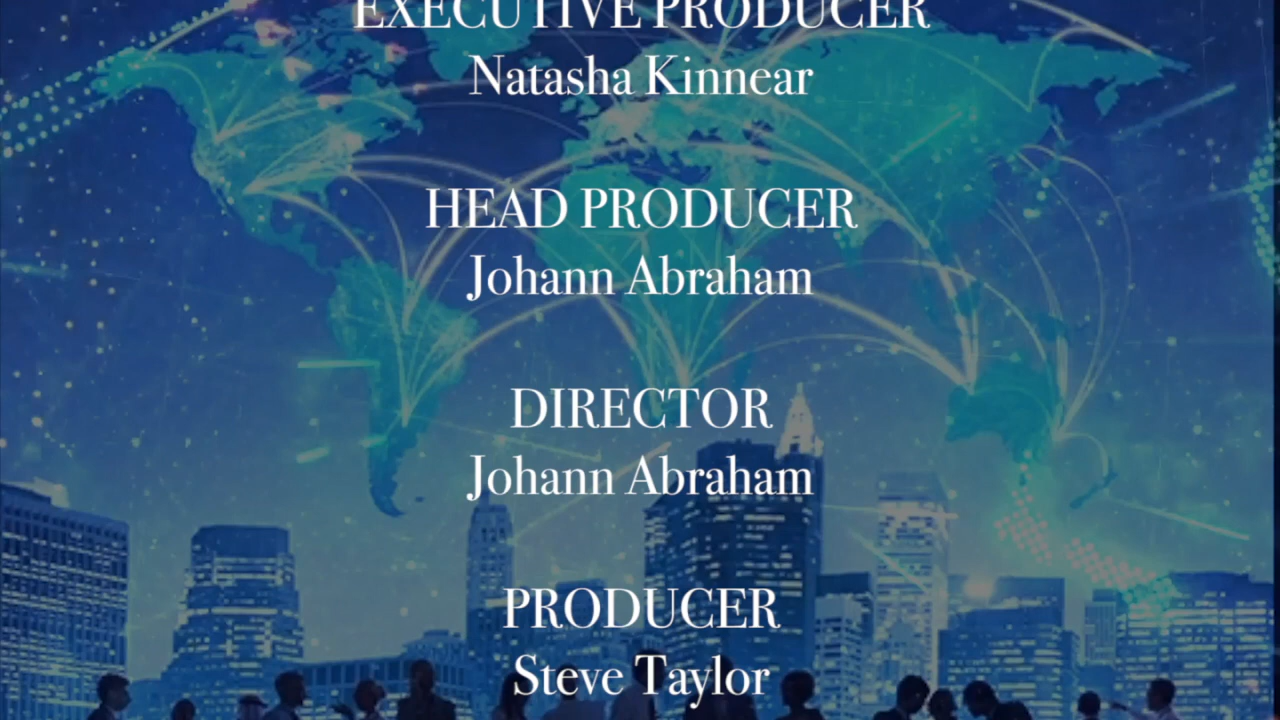 EXECUTIVE PRODUCER
Natasha Kinnear
HEAD PRODUCER
Johann Abraham
DIRECTOR
Johann Abraham
PRODUCER
Steve Taylor